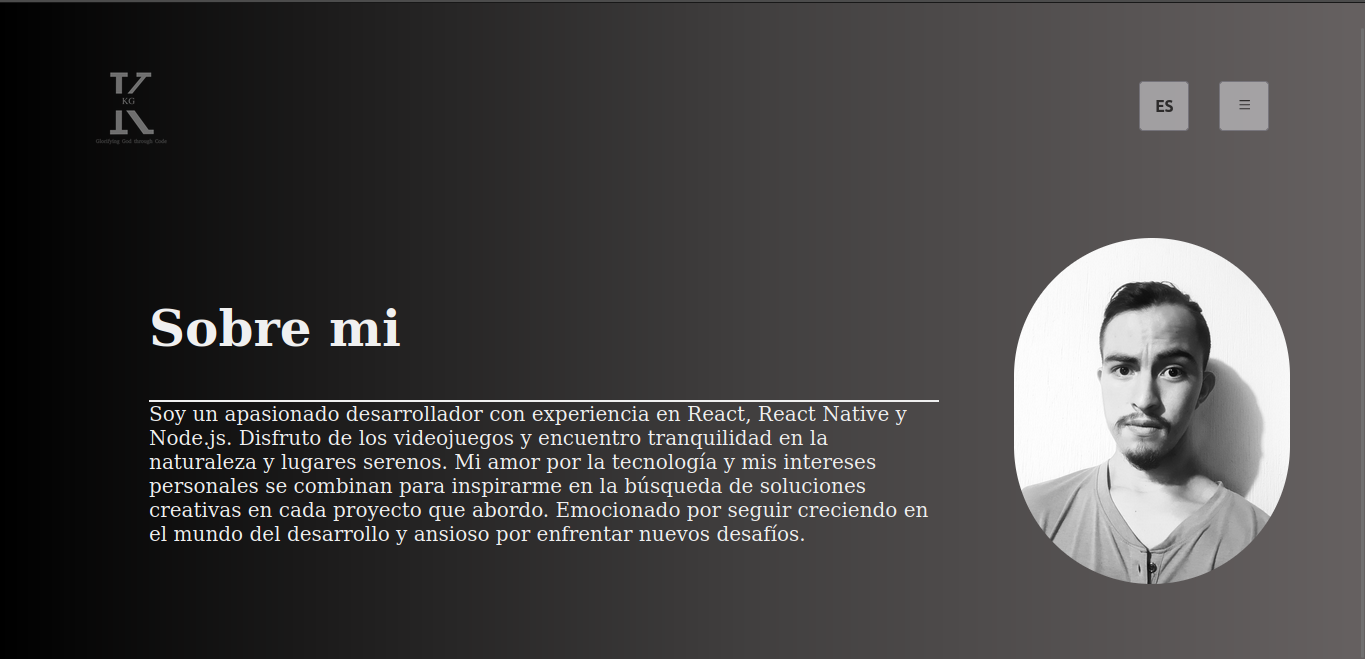 K
KG
Glorifying God through Code
ES
Sobre mi
Soy un apasionado desarrollador con experiencia en React, React Native y
Node.js. Disfruto de los videojuegos y encuentro tranquilidad en la
naturaleza y lugares serenos. Mi amor por la tecnología y mis intereses
personales se combinan para inspirarme en la búsqueda de soluciones
creativas en cada proyecto que abordo. Emocionado por seguir creciendo en
el mundo del desarrollo y ansioso por enfrentar nuevos desafíos.